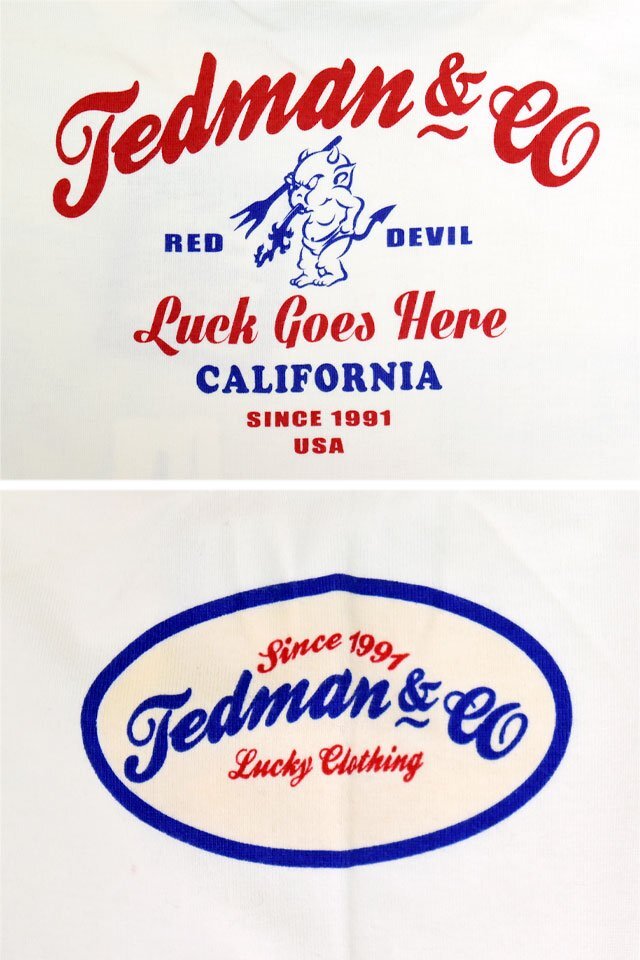 Tedman & Co
RED DEVIL
Luck Goes Here
CALIFORNIA
SINCE 1991
USA
Since 1991
Tedman & Co
Lucky Clothing